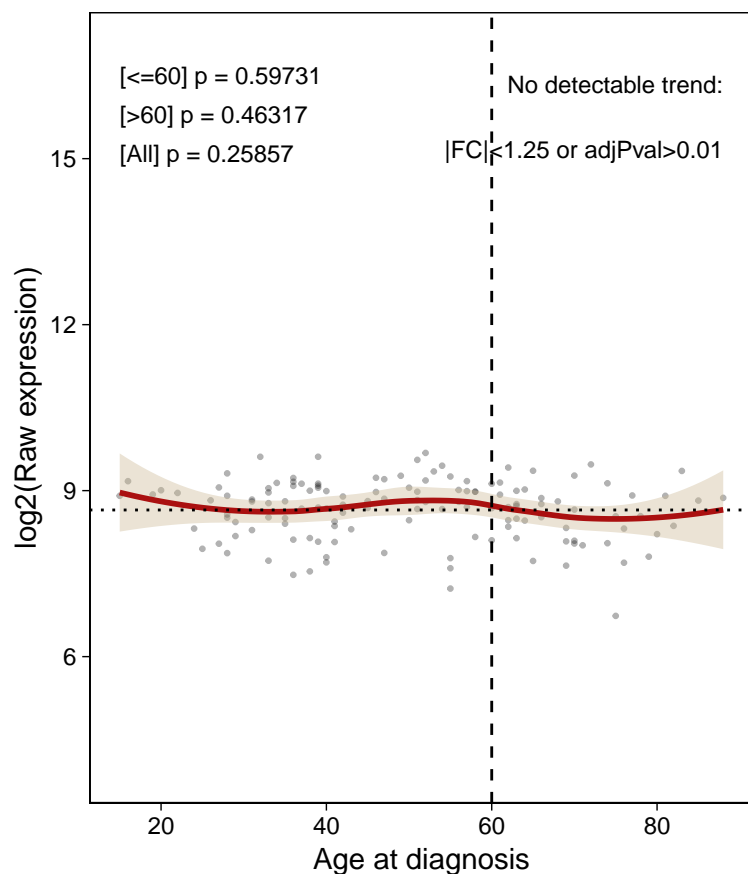 [<=60] p = 0.59731
[>60] p = 0.46317
[All] p = 0.25857
No detectable trend:
|FC|<1.25 or adjPval>0.01
log2(Raw expression)
15
12
9
6
20 40 60 80
Age at diagnosis